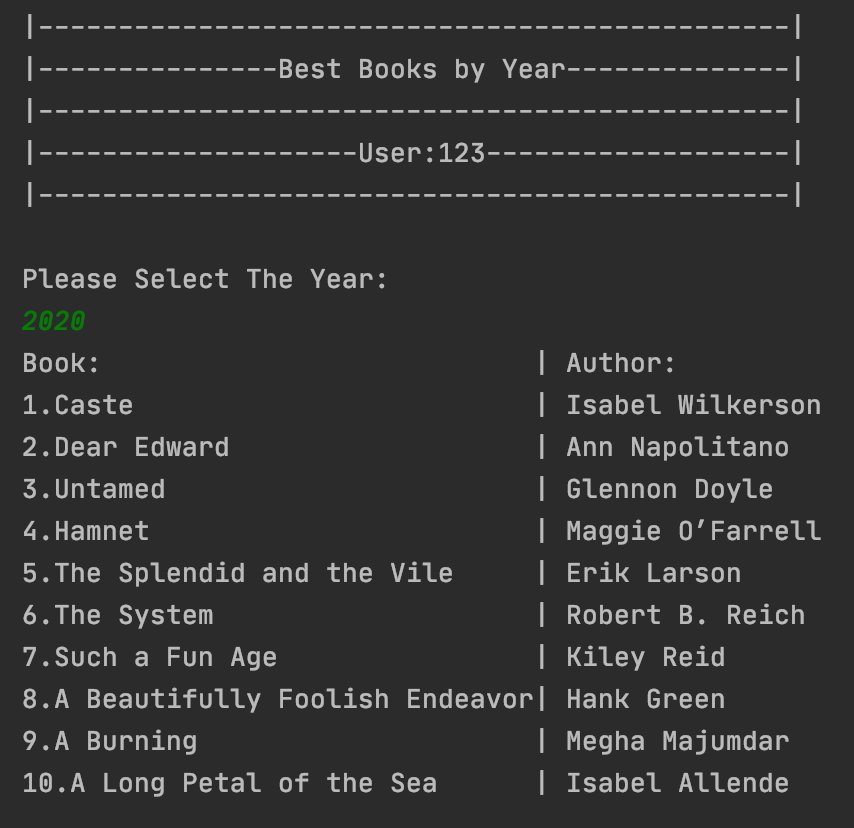 |-----------------------------------------------|
|---------------Best Books by Year--------------|
|-----------------------------------------------|
|--------------------User:123-------------------|
|-----------------------------------------------|
Please Select The Year:
2020
Book:                           | Author:
1.Caste                         | Isabel Wilkerson
2.Dear Edward                   | Ann Napolitano
3.Untamed                       | Glennon Doyle
4.Hamnet                        | Maggie O’Farrell
5.The Splendid and the Vile     | Erik Larson
6.The System                    | Robert B. Reich
7.Such a Fun Age                | Kiley Reid
8.A Beautifully Foolish Endeavor| Hank Green
9.A Burning                     | Megha Majumdar
10.A Long Petal of the Sea      | Isabel Allende